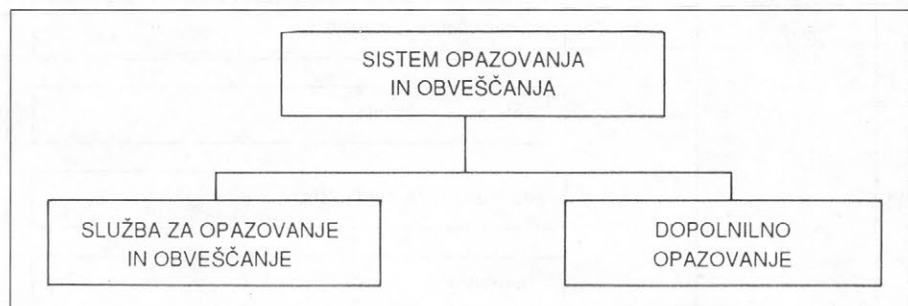 SISTEM OPAZOVANJA
IN OBVEŠČANJA
SLUŽBA ZA OPAZOVANJE
IN OBVEŠČANJE
DOPOLNILNO
OPAZOVANJE